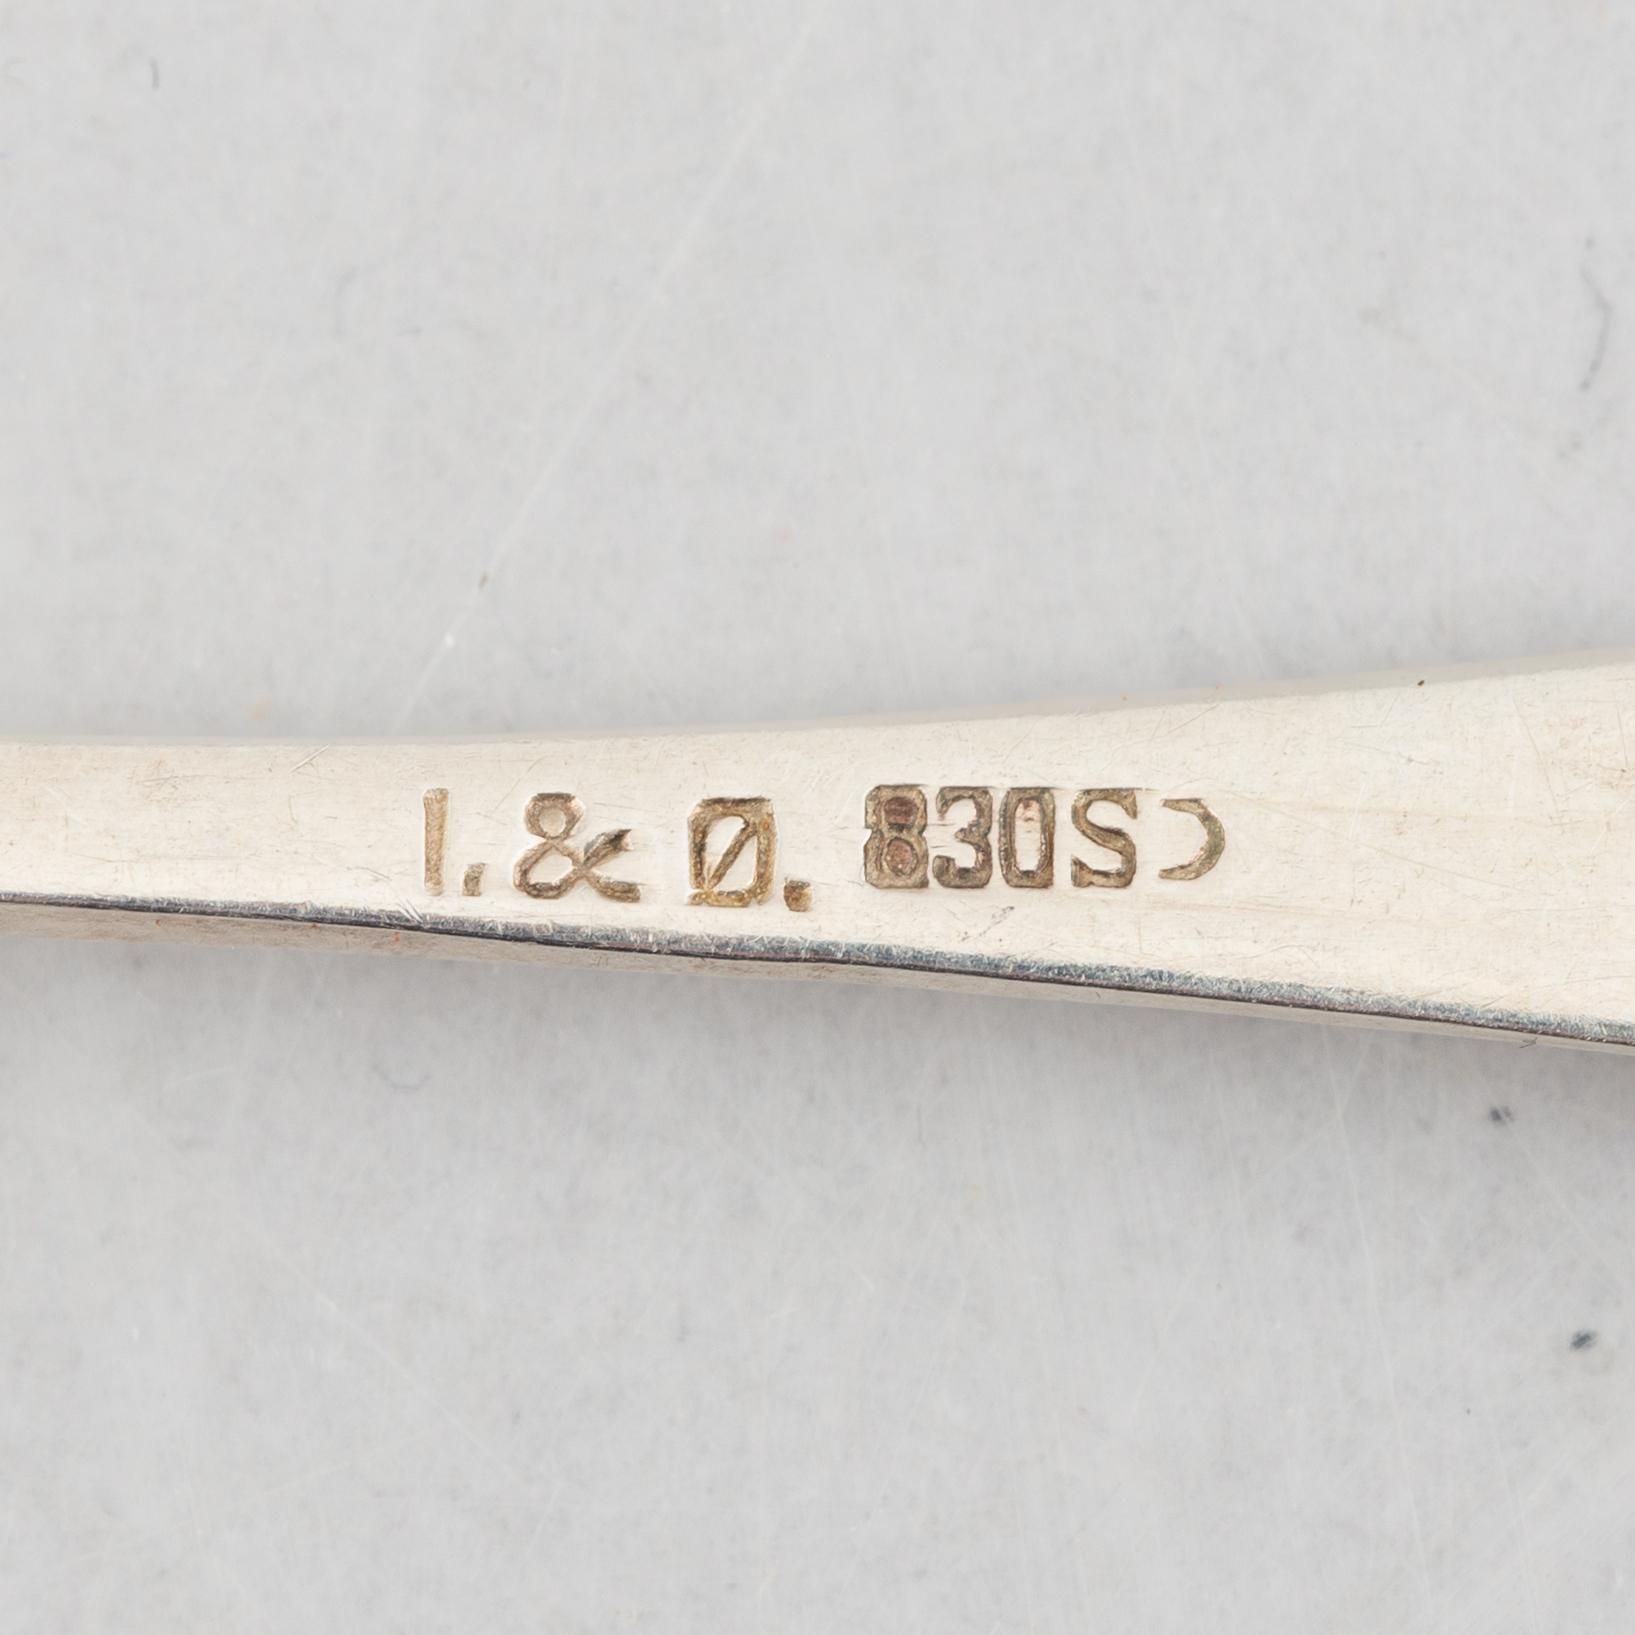 I. & Ø. 830S